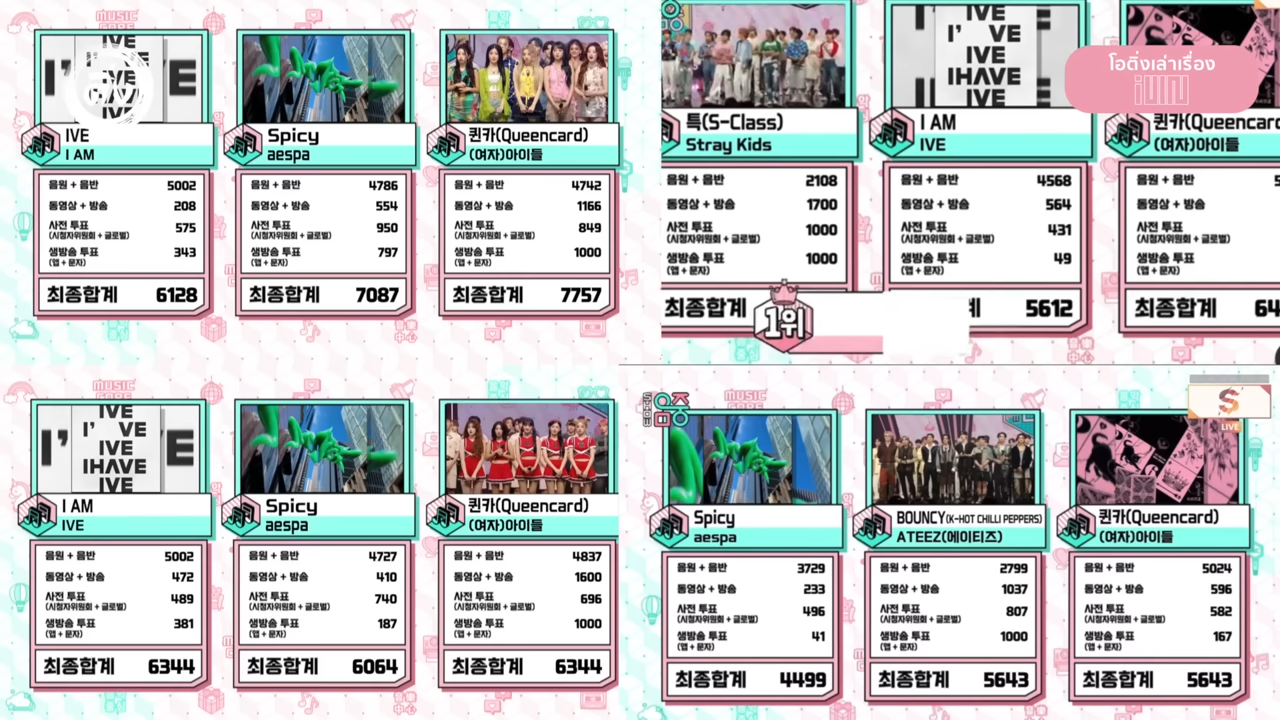 MUSIC
CORE
I' VE
IVE
IHAVE
IVE
IVE
I AM
Spicy
aespa
퀸카(Queencard)
(여자)아이들
음원 + 음반 5002
동영상 + 방송 208
사전 투표 575
(시청자위원회 + 글로벌)
생방송 투표 343
(앱 + 문자)
최종합계 6128
음원 + 음반 4786
동영상 + 방송 554
사전 투표 950
(시청자위원회 + 글로벌)
생방송 투표 797
(앱 + 문자)
최종합계 7087
음원 + 음반 4742
동영상 + 방송 1166
사전 투표 849
(시청자위원회 + 글로벌)
생방송 투표 1000
(앱 + 문자)
최종합계 7757
IVE
I' VE
IVE
IHAVE
IVE
โอติ่งเล่าเรื่อง
특(S-Class)
Stray Kids
I AM
IVE
퀸카(Queencard
(여자)아이들
음원 + 음반 2108
동영상 + 방송 1700
사전 투표 1000
(시청자위원회 + 글로벌)
생방송 투표 1000
(앱 + 문자)
최종합계
1위
음원 + 음반 4568
동영상 + 방송 564
사전 투표 431
(시청자위원회 + 글로벌)
생방송 투표 49
(앱 + 문자)
계 5612
음원 + 음반
동영상 + 방송
사전 투표
(시청자위원회 + 글로벌)
생방송 투표
(앱 + 문자)
최종합계 64
MUSIC
CORE
IVE
I' VE
IVE
IHAVE
IVE
I AM
IVE
Spicy
aespa
퀸카(Queencard)
(여자)아이들
음원 + 음반 5002
동영상 + 방송 472
사전 투표 489
(시청자위원회 + 글로벌)
생방송 투표 381
(앱 + 문자)
최종합계 6344
음원 + 음반 4727
동영상 + 방송 410
사전 투표 740
(시청자위원회 + 글로벌)
생방송 투표 187
(앱 + 문자)
최종합계 6064
음원 + 음반 4837
동영상 + 방송 1600
사전 투표 696
(시청자위원회 + 글로벌)
생방송 투표 1000
(앱 + 문자)
최종합계 6344
음중
MUSIC
CORE
S
LIVE
Spicy
aespa
BOUNCY(K-HOT CHILLI PEPPERS)
ATEEZ(에이티즈)
퀸카(Queencard)
(여자)아이들
음원 + 음반 3729
동영상 + 방송 233
사전 투표 496
(시청자위원회 + 글로벌)
생방송 투표 41
(앱 + 문자)
최종합계 4499
음원 + 음반 2799
동영상 + 방송 1037
사전 투표 807
(시청자위원회 + 글로벌)
생방송 투표 1000
(앱 + 문자)
최종합계 5643
음원 + 음반 5024
동영상 + 방송 596
사전 투표 582
(시청자위원회 + 글로벌)
생방송 투표 167
(앱 + 문자)
최종합계 5643